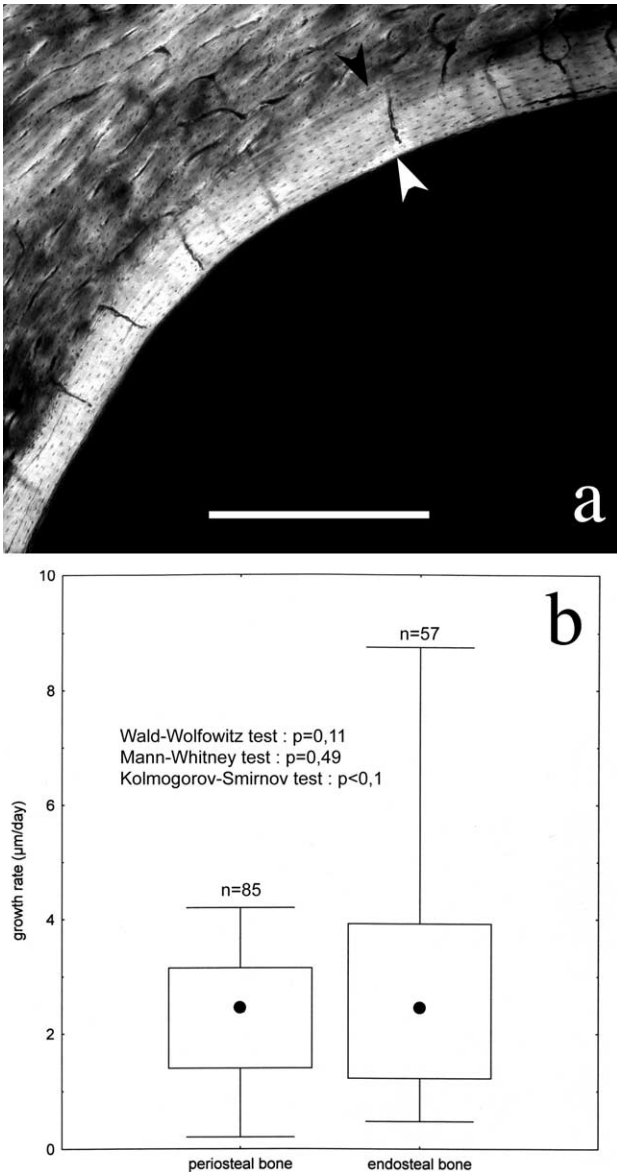 a
b
10
n=57
8
Wald-Wolfowitz test : p=0,11
Mann-Whitney test : p=0,49
Kolmogorov-Smirnov test : p<0,1
6
growth rate (µm/day)
n=85
4
2
0
periosteal bone endosteal bone